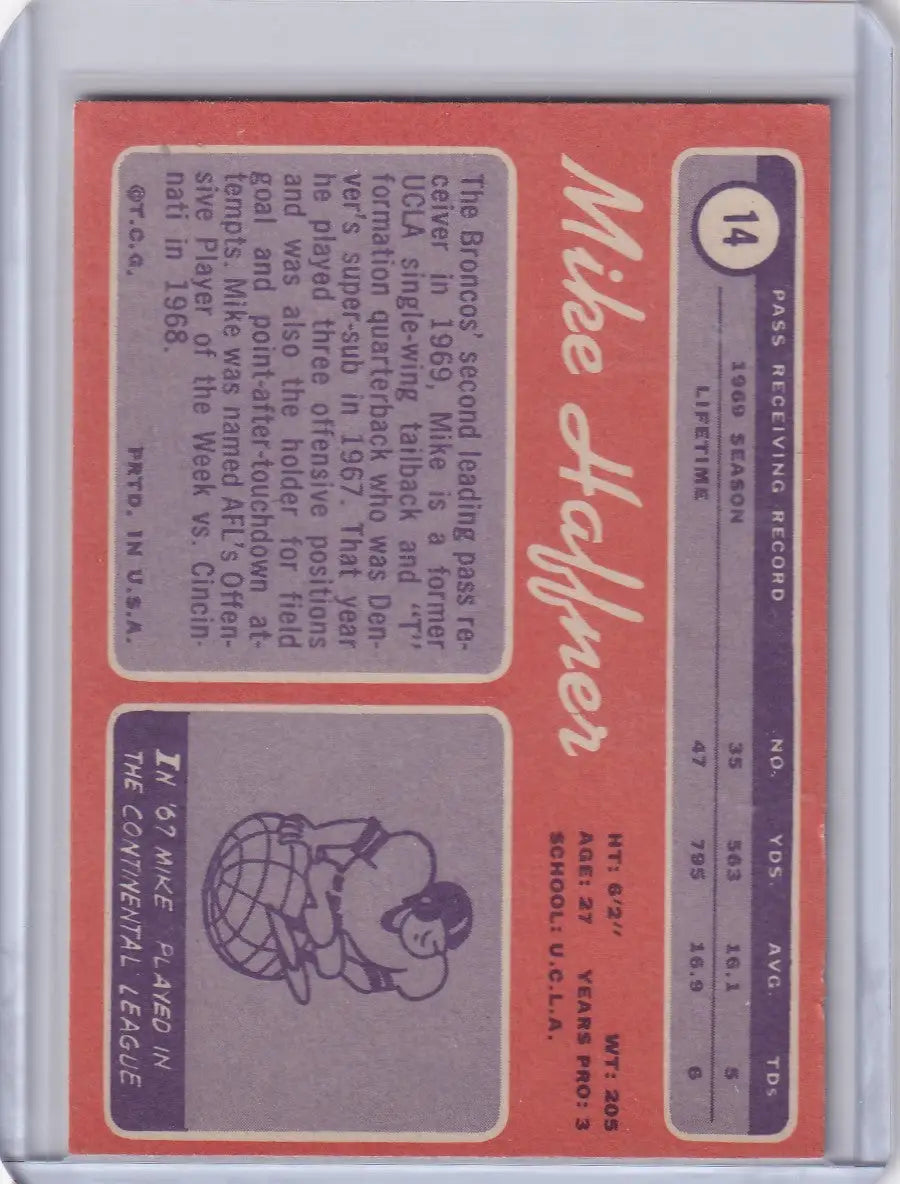 14
PASS RECEIVING RECORD NO. YDS. AVG. TDS
1969 SEASON 35 563 16.1 5
LIFETIME 47 795 16.9 6
Mike Haffner
HT: 6'2" WT: 205
AGE: 27 YEARS PRO: 3
SCHOOL: U.C.L.A.
The Broncos' second leading pass re-
ceiver in 1969, Mike is a former
UCLA single-wing tailback and "T"
formation quarterback who was Den-
ver's super-sub in 1967. That year
he played three offensive positions
and was also the holder for field
goal and point-after-touchdown at-
tempts. Mike was named AFL's Offen-
sive Player of the Week vs. Cincin-
nati in 1968.
©T.C.G. PRTD. IN U.S.A.
IN '67 MIKE PLAYED IN
THE CONTINENTAL LEAGUE